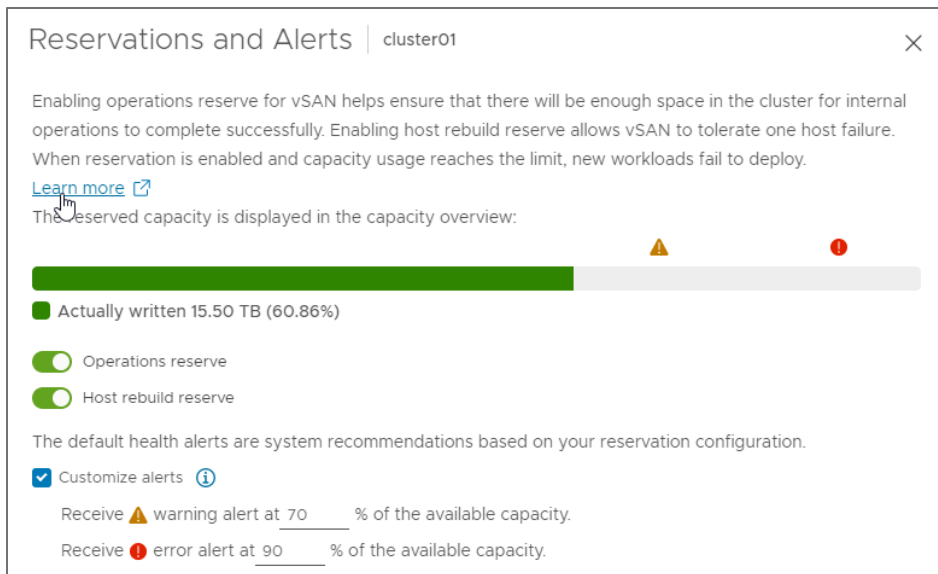 Reservations and Alerts | cluster01
Enabling operations reserve for vSAN helps ensure that there will be enough space in the cluster for internal
operations to complete successfully. Enabling host rebuild reserve allows vSAN to tolerate one host failure.
When reservation is enabled and capacity usage reaches the limit, new workloads fail to deploy.
Learn more
The reserved capacity is displayed in the capacity overview:
Actually written 15.50 TB (60.86%)
Operations reserve
Host rebuild reserve
The default health alerts are system recommendations based on your reservation configuration.
Customize alerts
Receive warning alert at 70 % of the available capacity.
Receive error alert at 90 % of the available capacity.